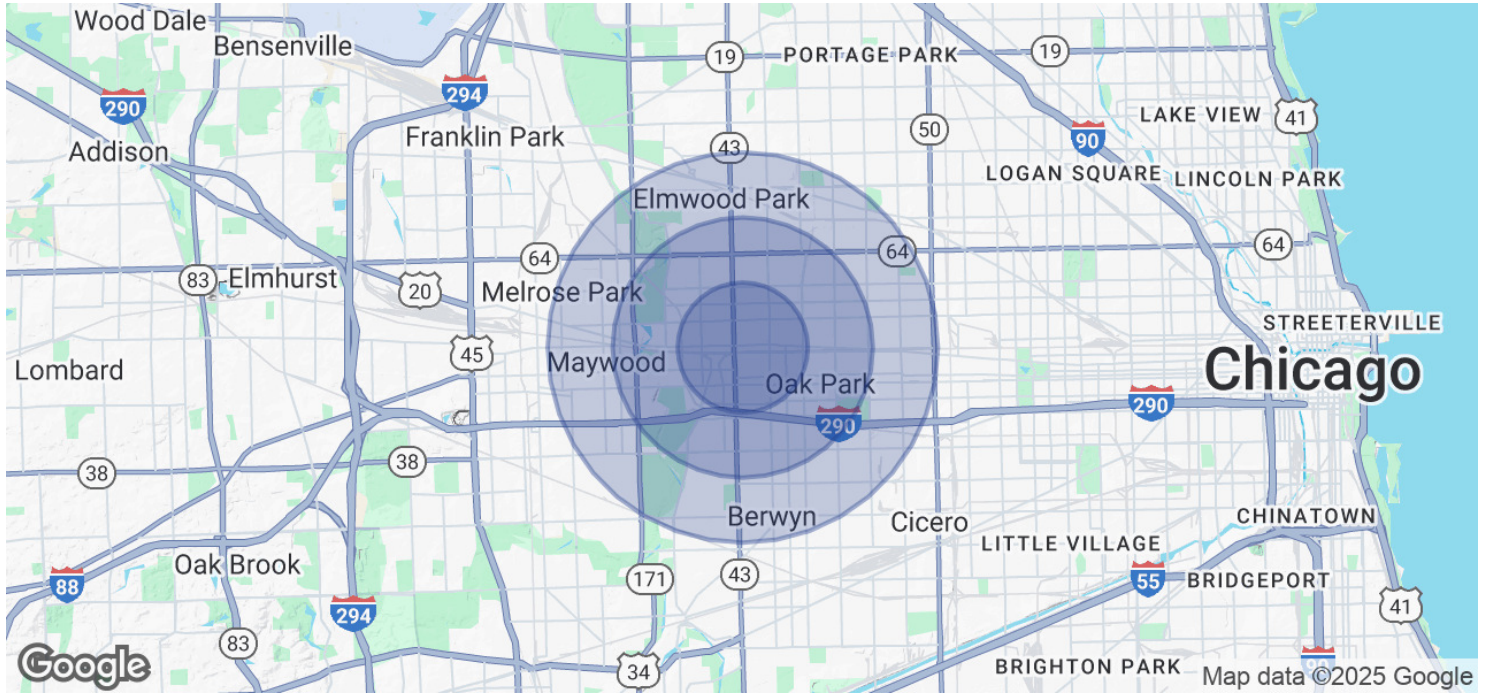 Wood Dale
Bensenville
19
PORTAGE PARK
19
290
294
LAKE VIEW
41
Addison
Franklin Park
43
50
90
LOGAN SQUARE
LINCOLN PARK
Elmwood Park
64
64
64
83
Elmhurst
20
Melrose Park
STREETERVILLE
Lombard
45
Maywood
Oak Park
Chicago
290
290
38
38
Berwyn
Cicero
CHINATOWN
LITTLE VILLAGE
Oak Brook
88
171
43
55
BRIDGEPORT
41
294
83
34
BRIGHTON PARK
Google
Map data ©2025 Google